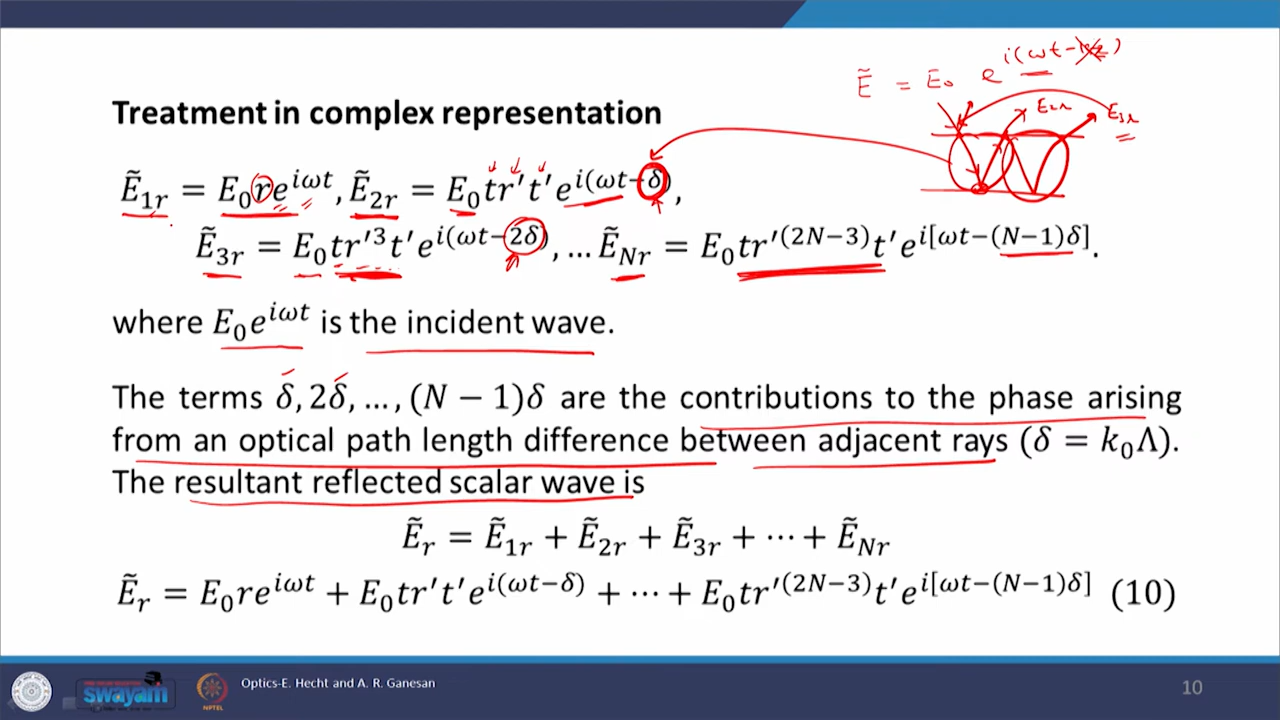 Ẽ = E₀ e^{i(ωt-kx)}
E₂ᵣ
E₃ᵣ
Treatment in complex representation
Ẽ₁ᵣ = E₀re^{iωt}, Ẽ₂ᵣ = E₀tr′t′e^{i(ωt−δ)},
Ẽ₃ᵣ = E₀tr′³t′e^{i(ωt−2δ)}, … Ẽ_{Nr} = E₀tr′^{(2N−3)}t′e^{i[ωt−(N−1)δ]}.
where E₀e^{iωt} is the incident wave.
The terms δ, 2δ, … , (N − 1)δ are the contributions to the phase arising
from an optical path length difference between adjacent rays (δ = k₀Λ).
The resultant reflected scalar wave is
Ẽᵣ = Ẽ₁ᵣ + Ẽ₂ᵣ + Ẽ₃ᵣ + ⋯ + Ẽ_{Nr}
Ẽᵣ = E₀re^{iωt} + E₀tr′t′e^{i(ωt−δ)} + ⋯ + E₀tr′^{(2N−3)}t′e^{i[ωt−(N−1)δ]} (10)
swayam
NPTEL
Optics-E. Hecht and A. R. Ganesan
10